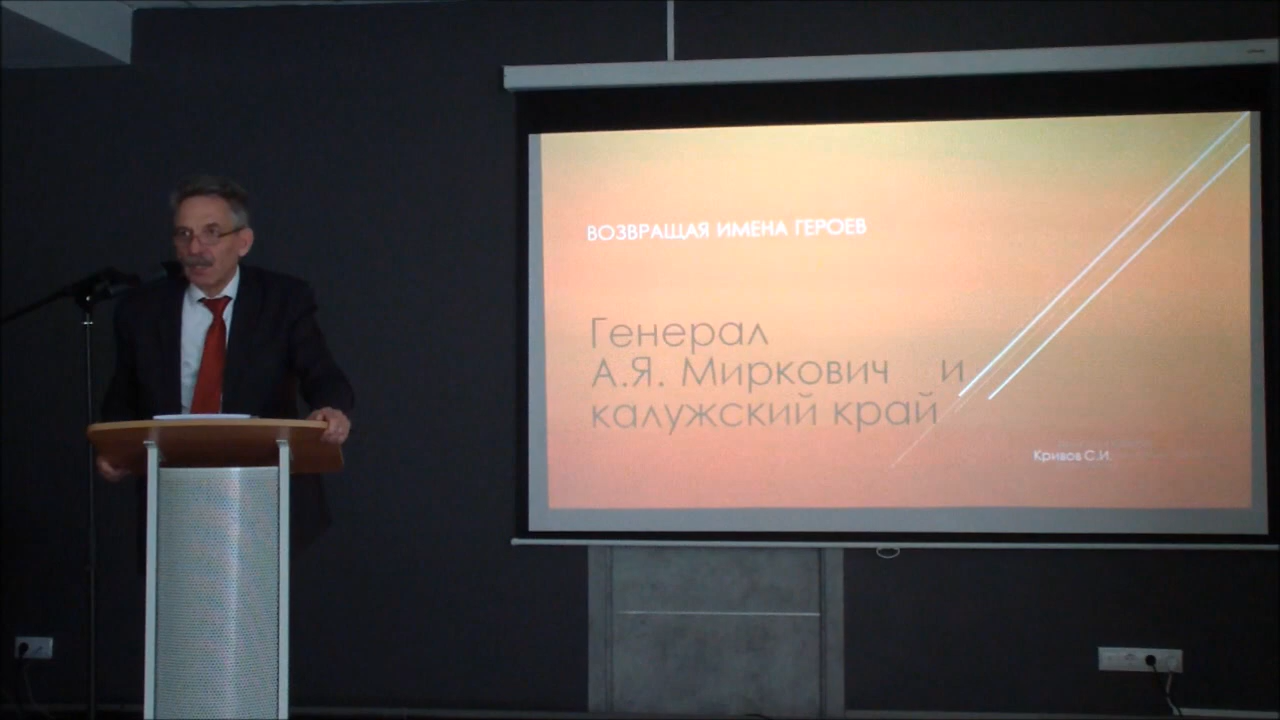 ВОЗВРАЩАЯ ИМЕНА ГЕРОЕВ
Генерал
А.Я. Миркович и
калужский край
Кривов С.И.